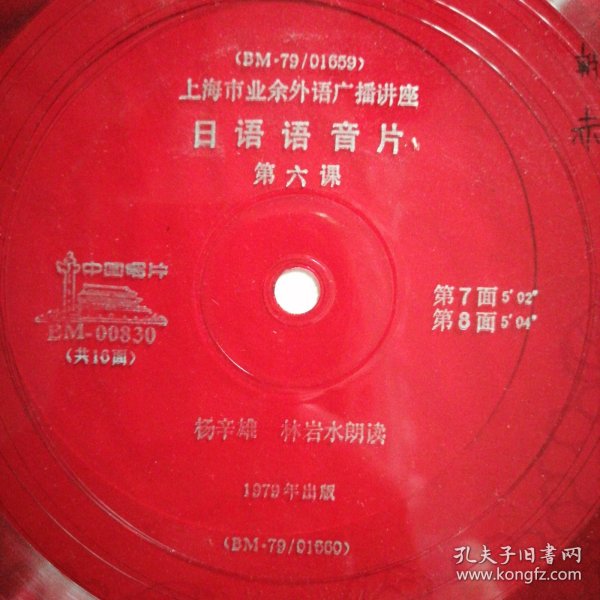 (BM-79/01659)
上海市业余外语广播讲座
日语语音片
第六课
中国唱片
BM-00830
(共16面)
第7面 5′02″
第8面 5′04″
杨辛雄 林岩水朗读
1979年出版
(BM-79/01660)
孔夫子旧書网
www.kongfz.com